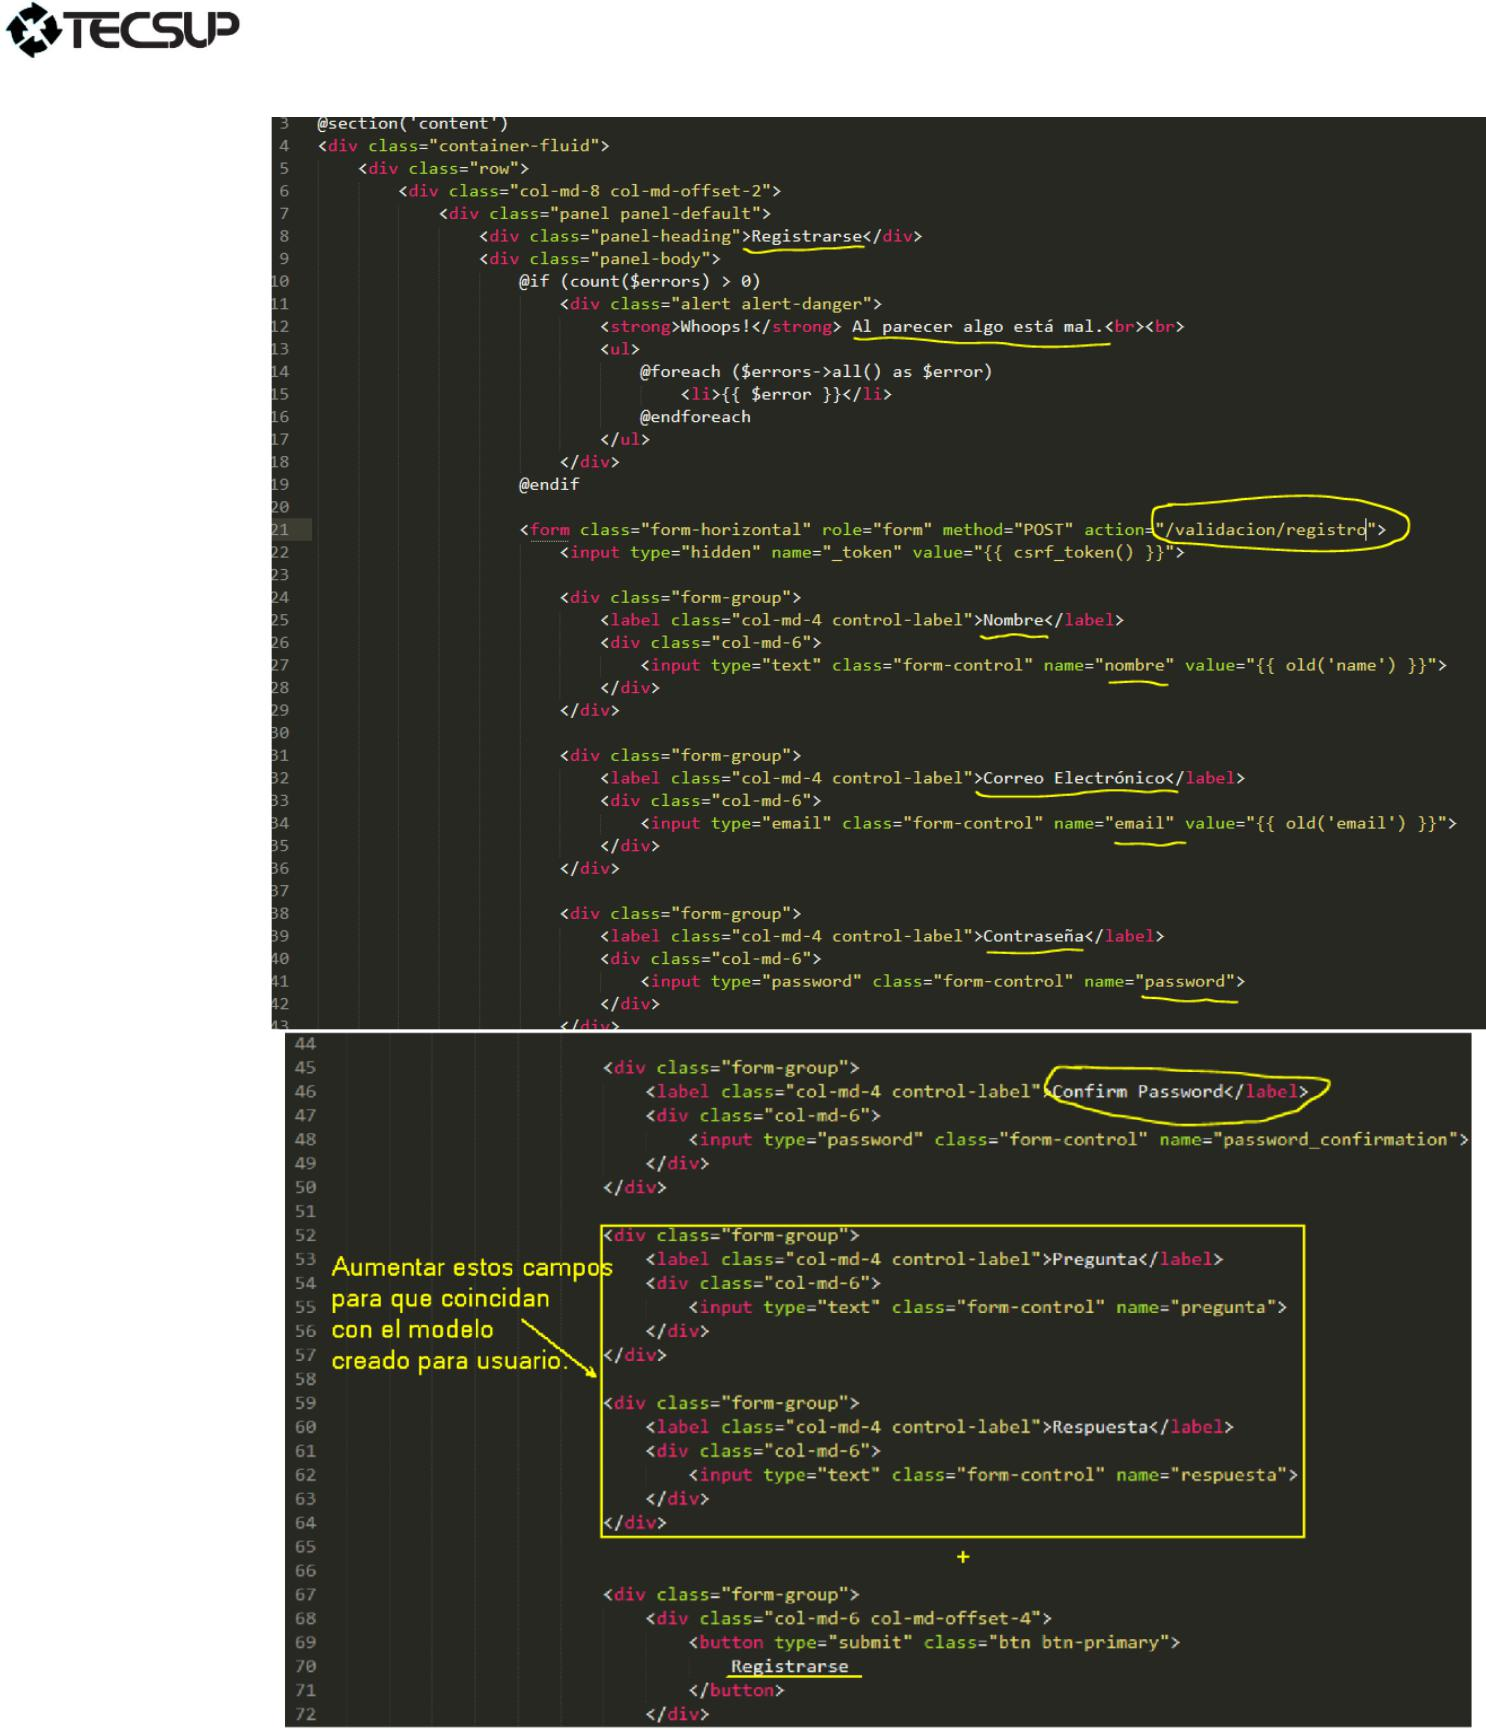 TECSUP
3 @section('content')
4 <div class="container-fluid">
5 <div class="row">
6 <div class="col-md-8 col-md-offset-2">
7 <div class="panel panel-default">
8 <div class="panel-heading">Registrarse</div>
9 <div class="panel-body">
10 @if (count($errors) > 0)
11 <div class="alert alert-danger">
12 <strong>Whoops!</strong> Al parecer algo está mal.<br><br>
13 <ul>
14 @foreach ($errors->all() as $error)
15 <li>{{ $error }}</li>
16 @endforeach
17 </ul>
18 </div>
19 @endif
20
21 <form class="form-horizontal" role="form" method="POST" action="/validacion/registro">
22 <input type="hidden" name="_token" value="{{ csrf_token() }}">
23
24 <div class="form-group">
25 <label class="col-md-4 control-label">Nombre</label>
26 <div class="col-md-6">
27 <input type="text" class="form-control" name="nombre" value="{{ old('name') }}">
28 </div>
29 </div>
30
31 <div class="form-group">
32 <label class="col-md-4 control-label">Correo Electrónico</label>
33 <div class="col-md-6">
34 <input type="email" class="form-control" name="email" value="{{ old('email') }}">
35 </div>
36 </div>
37
38 <div class="form-group">
39 <label class="col-md-4 control-label">Contraseña</label>
40 <div class="col-md-6">
41 <input type="password" class="form-control" name="password">
42 </div>
43 </div>
44
45 <div class="form-group">
46 <label class="col-md-4 control-label">Confirm Password</label>
47 <div class="col-md-6">
48 <input type="password" class="form-control" name="password_confirmation">
49 </div>
50 </div>
51
52 <div class="form-group">
53 <label class="col-md-4 control-label">Pregunta</label>
54 <div class="col-md-6">
55 <input type="text" class="form-control" name="pregunta">
56 </div>
57 </div>
58
Aumentar estos campos
para que coincidan
con el modelo
creado para usuario.
59 <div class="form-group">
60 <label class="col-md-4 control-label">Respuesta</label>
61 <div class="col-md-6">
62 <input type="text" class="form-control" name="respuesta">
63 </div>
64 </div>
65
+
66
67 <div class="form-group">
68 <div class="col-md-6 col-md-offset-4">
69 <button type="submit" class="btn btn-primary">
70 Registrarse
71 </button>
72 </div>